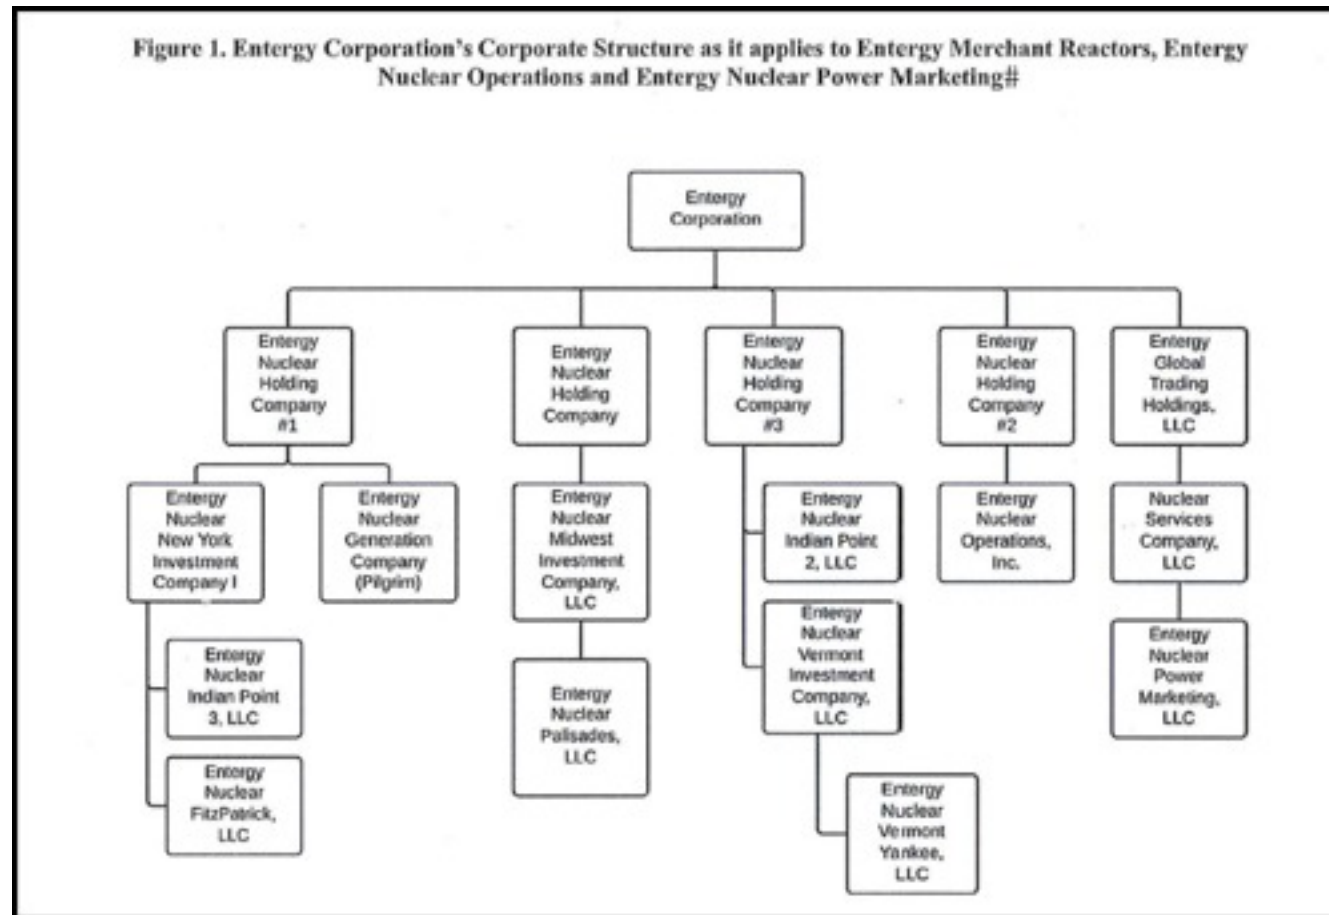 Figure 1. Entergy Corporation's Corporate Structure as it applies to Entergy Merchant Reactors, Entergy
Nuclear Operations and Entergy Nuclear Power Marketing#
Entergy
Corporation
Entergy
Nuclear
Holding
Company
#1
Entergy
Nuclear
Holding
Company
Entergy
Nuclear
Holding
Company
#3
Entergy
Nuclear
Holding
Company
#2
Entergy
Global
Trading
Holdings,
LLC
Entergy
Nuclear
New York
Investment
Company I
Entergy
Nuclear
Generation
Company
(Pilgrim)
Entergy
Nuclear
Midwest
Investment
Company,
LLC
Entergy
Nuclear
Indian Point
2, LLC
Entergy
Nuclear
Operations,
Inc.
Nuclear
Services
Company,
LLC
Entergy
Nuclear
Indian Point
3, LLC
Entergy
Nuclear
Palisades,
LLC
Entergy
Nuclear
Vermont
Investment
Company,
LLC
Entergy
Nuclear
Power
Marketing,
LLC
Entergy
Nuclear
FitzPatrick,
LLC
Entergy
Nuclear
Vermont
Yankee,
LLC